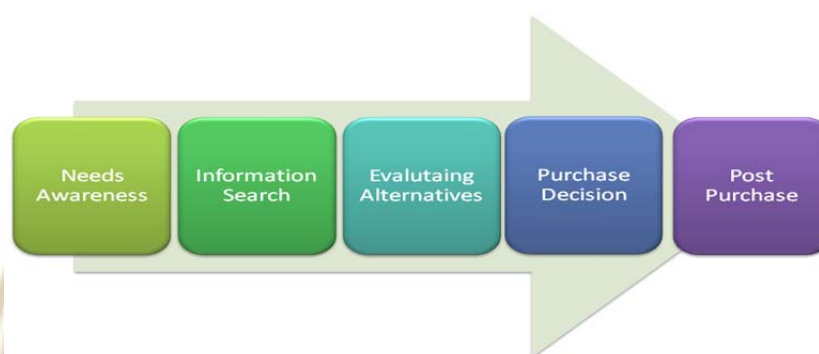 Needs
Awareness
Information
Search
Evalutaing
Alternatives
Purchase
Decision
Post
Purchase